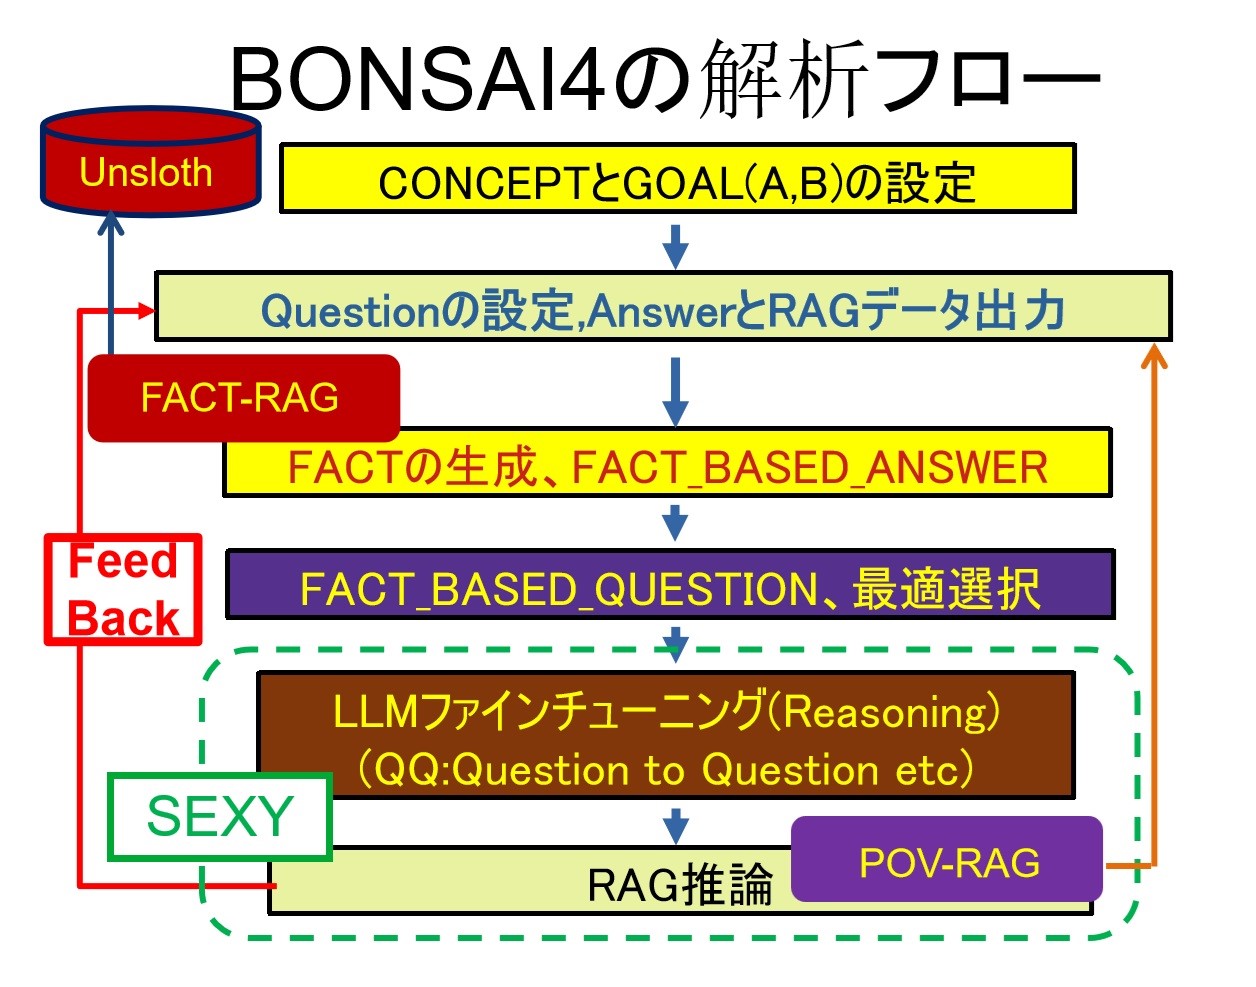 BONSAI4の解析フロー
Unsloth
CONCEPTとGOAL(A,B)の設定
Questionの設定,AnswerとRAGデータ出力
FACT-RAG
FACTの生成、FACT_BASED_ANSWER
Feed
Back
FACT_BASED_QUESTION、最適選択
LLMファインチューニング(Reasoning)
(QQ:Question to Question etc)
SEXY
POV-RAG
RAG推論